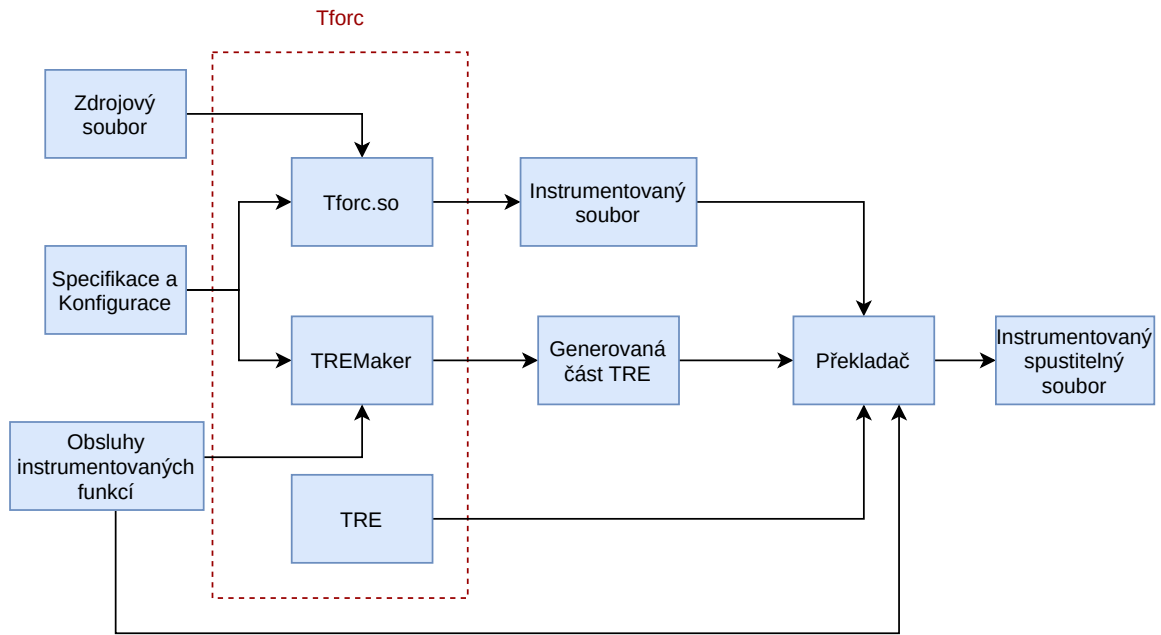 Tforc
Zdrojový
soubor
Tforc.so
Instrumentovaný
soubor
Specifikace a
Konfigurace
TREMaker
Generovaná
část TRE
Překladač
Instrumentovaný
spustitelný
soubor
Obsluhy
instrumentovaných
funkcí
TRE